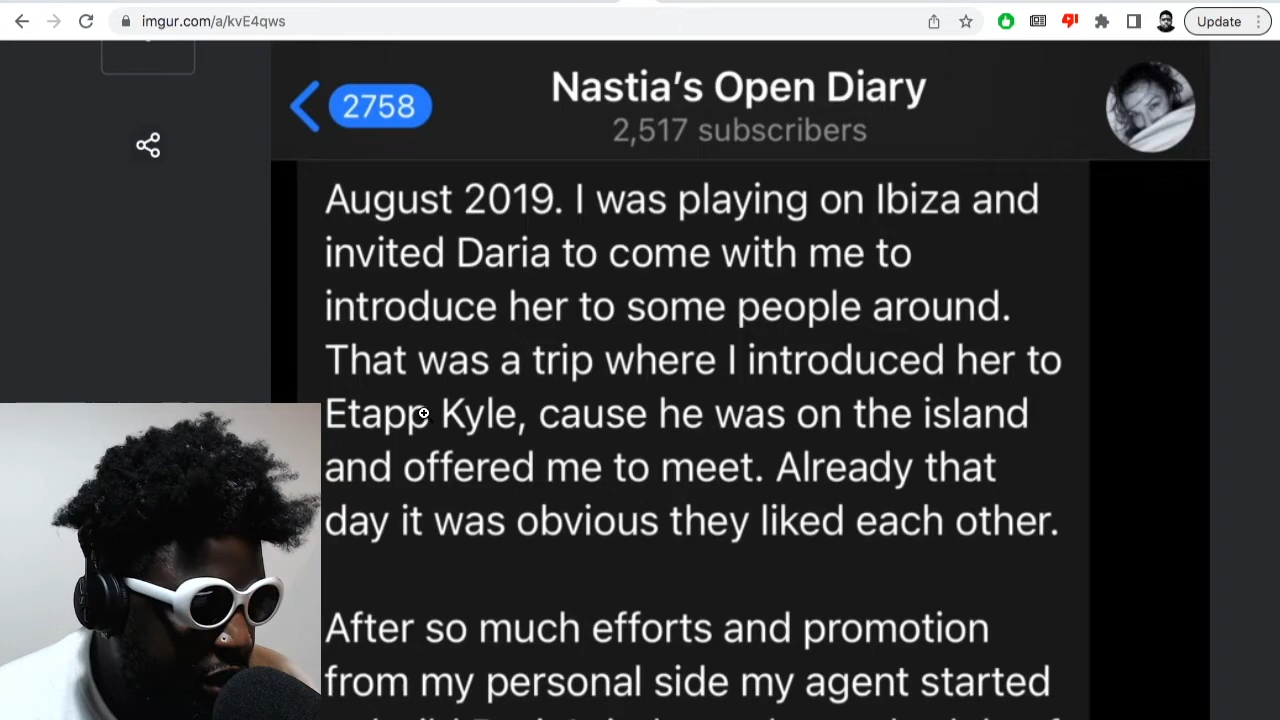 imgur.com/a/kvE4qws
Update
2758
Nastia's Open Diary
2,517 subscribers
August 2019. I was playing on Ibiza and
invited Daria to come with me to
introduce her to some people around.
That was a trip where I introduced her to
Etapp Kyle, cause he was on the island
and offered me to meet. Already that
day it was obvious they liked each other.
After so much efforts and promotion
from my personal side my agent started